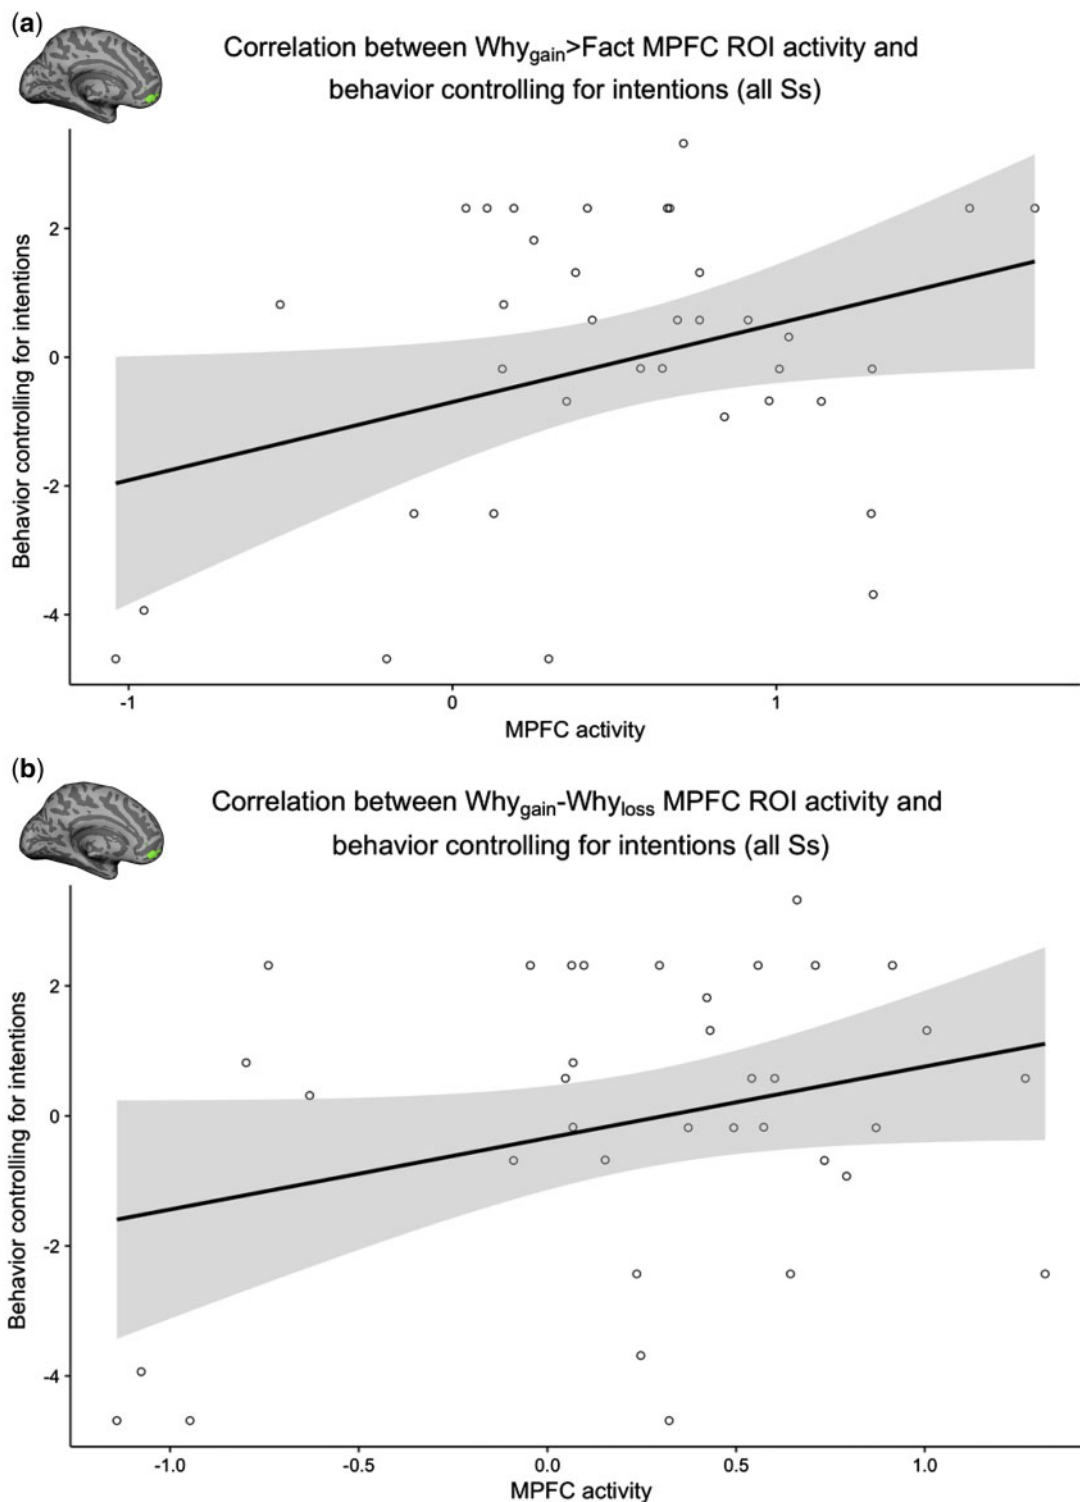 (a)
Correlation between Whygain>Fact MPFC ROI activity and
behavior controlling for intentions (all Ss)
Behavior controlling for intentions
2
0
-2
-4
-1 0 1
MPFC activity
(b)
Correlation between Whygain-Whyloss MPFC ROI activity and
behavior controlling for intentions (all Ss)
Behavior controlling for intentions
2
0
-2
-4
-1.0 -0.5 0.0 0.5 1.0
MPFC activity